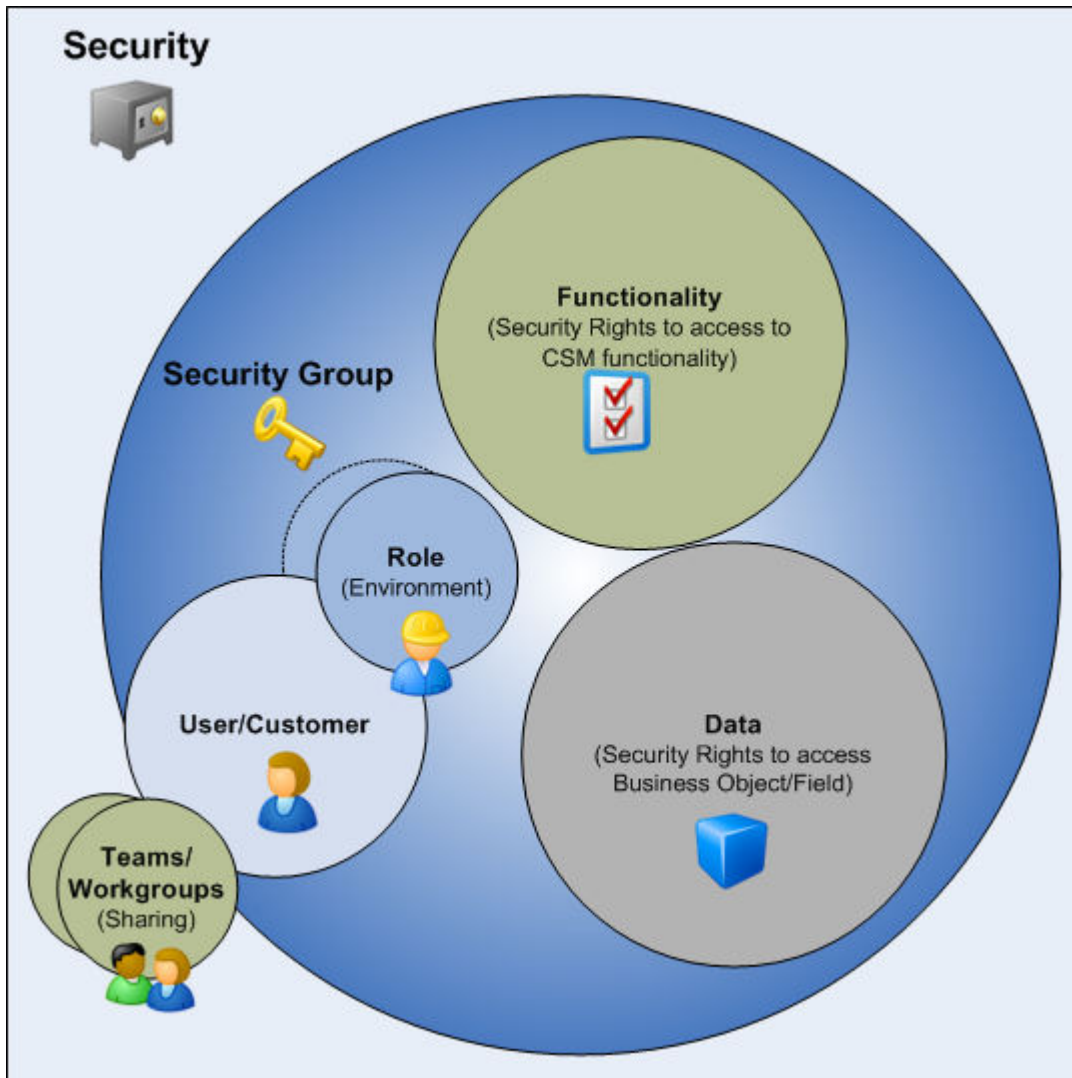 Security
Functionality
(Security Rights to access to
CSM functionality)
Security Group
Role
(Environment)
User/Customer
Data
(Security Rights to access
Business Object/Field)
Teams/
Workgroups
(Sharing)